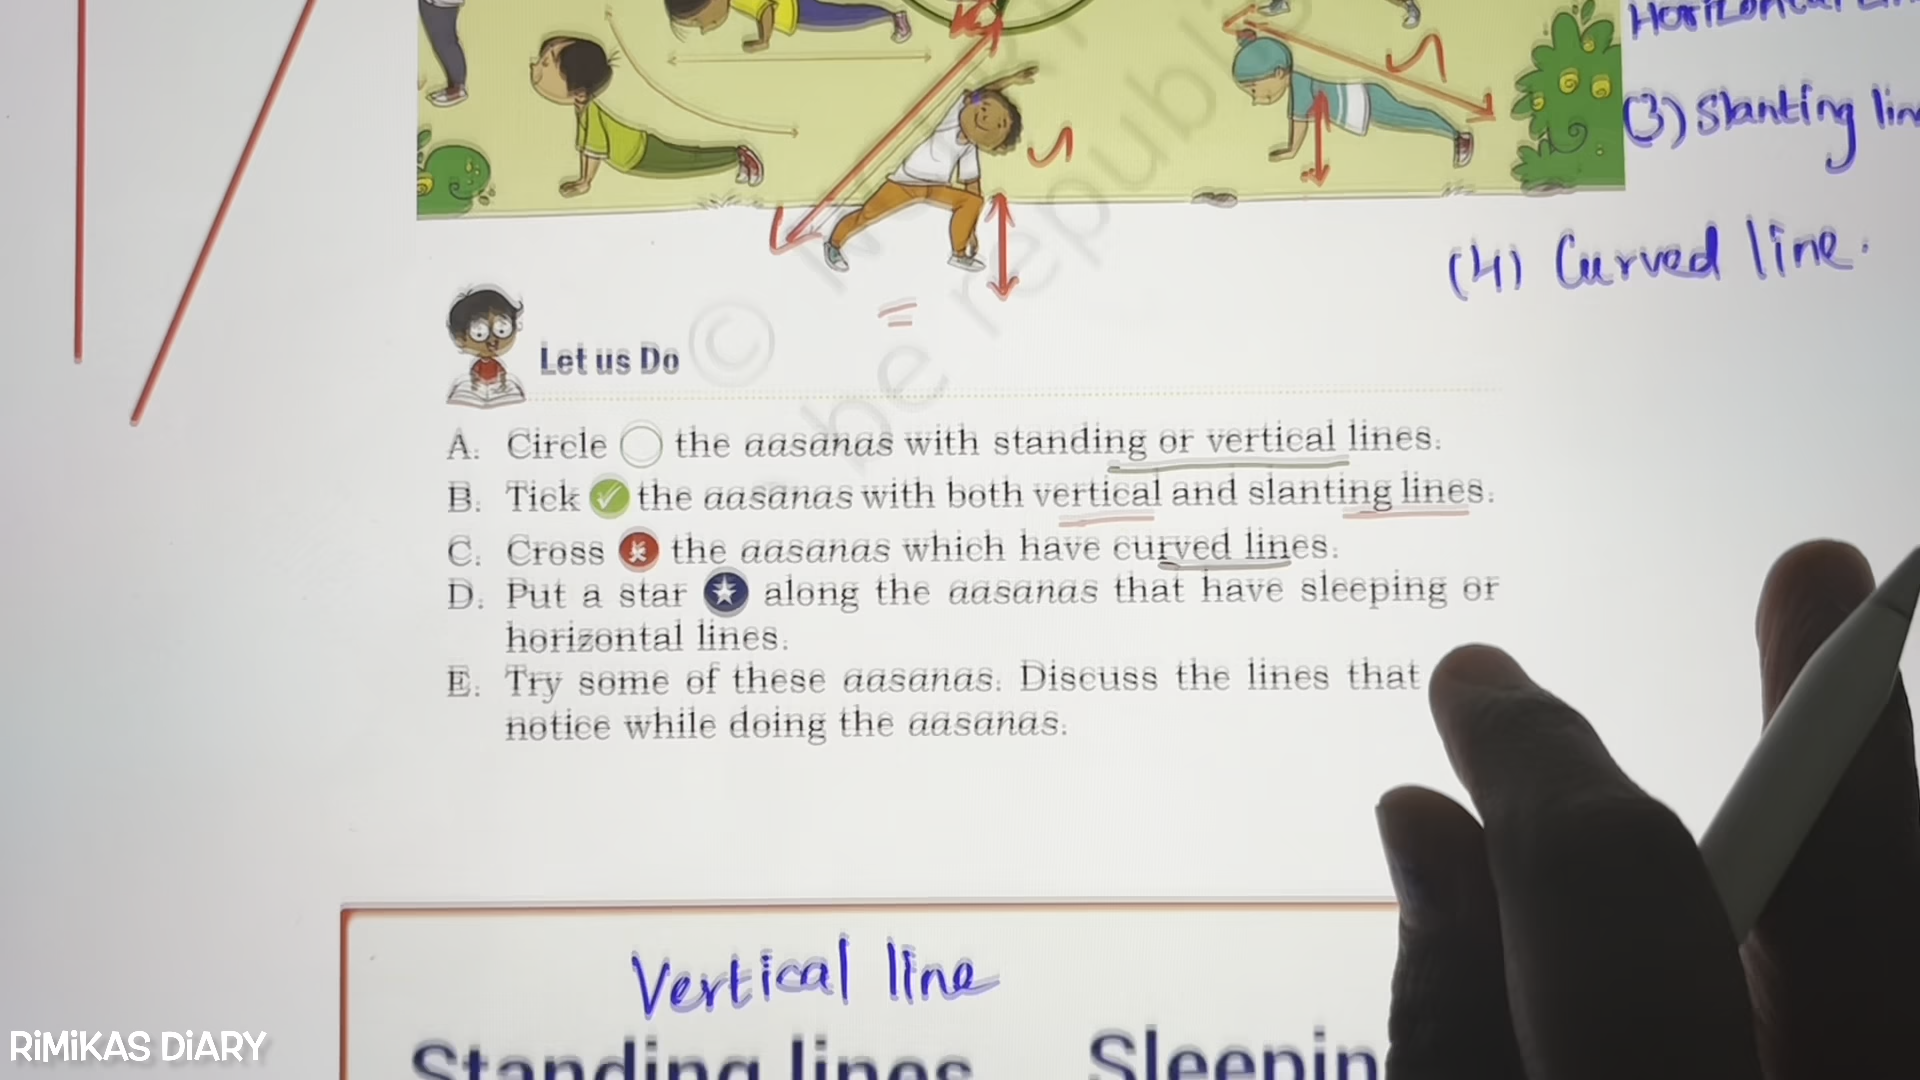 (3) Slanting
(4) Curved line.
Let us Do
A. Circle the aasanas with standing or vertical lines.
B. Tick the aasanas with both vertical and slanting lines.
C. Cross the aasanas which have curved lines.
D. Put a star along the aasanas that have sleeping or
horizontal lines.
E. Try some of these aasanas. Discuss the lines that
notice while doing the aasanas.
Vertical line
Standing lines
RiMiKAS DiARY